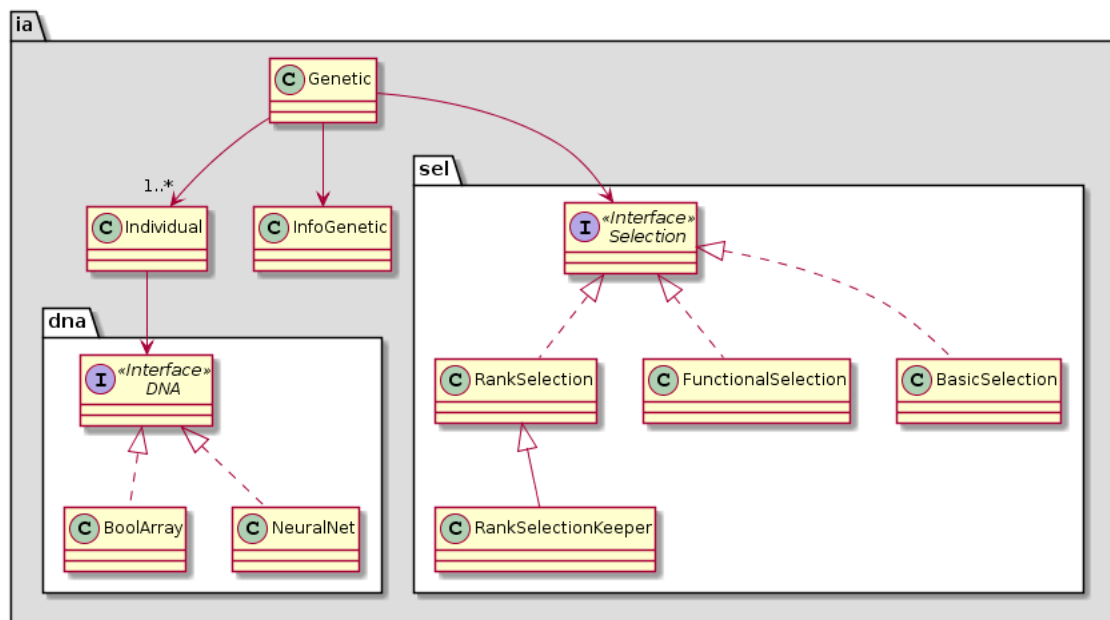 ia
C Genetic
1..*
C Individual
C InfoGenetic
sel
I «Interface»
Selection
dna
I «Interface»
DNA
C RankSelection
C FunctionalSelection
C BasicSelection
C BoolArray
C NeuralNet
C RankSelectionKeeper